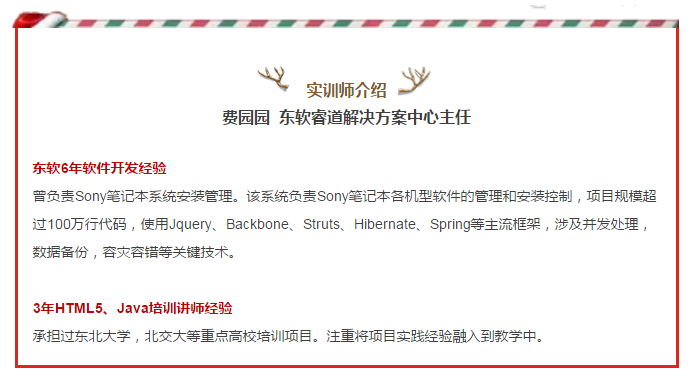 实训师介绍
费园园 东软睿道解决方案中心主任
东软6年软件开发经验
曾负责Sony笔记本系统安装管理。该系统负责Sony笔记本各机型软件的管理和安装控制，项目规模超
过100万行代码，使用Jquery、Backbone、Struts、Hibernate、Spring等主流框架，涉及并发处理，
数据备份，容灾容错等关键技术。
3年HTML5、Java培训讲师经验
承担过东北大学，北交大等重点高校培训项目。注重将项目实践经验融入到教学中。